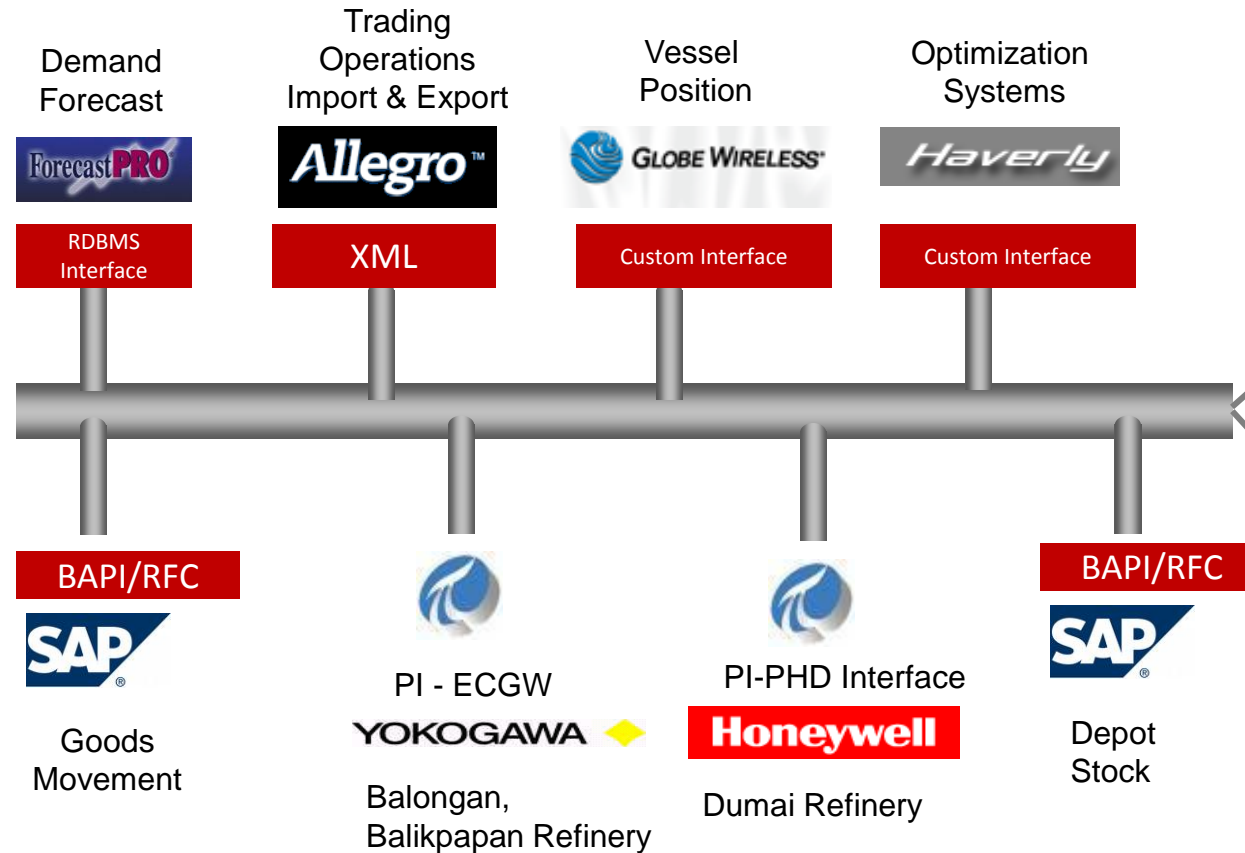 Demand
Forecast
Trading
Operations
Import & Export
Vessel
Position
Optimization
Systems
ForecastPRO
Allegro™
GLOBE WIRELESS®
Haverly
RDBMS
Interface
XML
Custom Interface
Custom Interface
BAPI/RFC
SAP®
Goods
Movement
PI - ECGW
YOKOGAWA
Balongan,
Balikpapan Refinery
PI-PHD Interface
Honeywell
Dumai Refinery
BAPI/RFC
SAP®
Depot
Stock